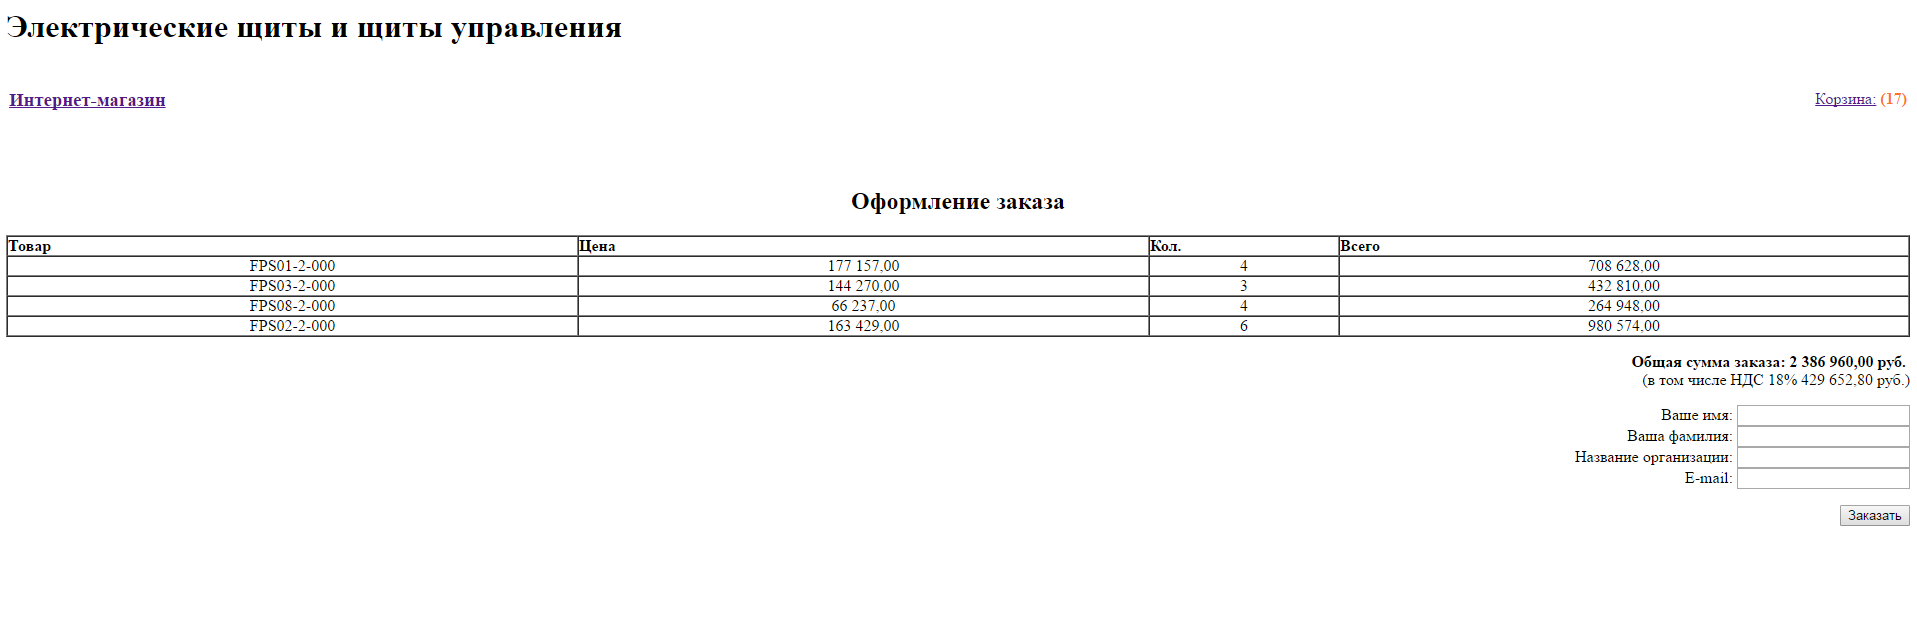 Электрические щиты и щиты управления
Интернет-магазин Корзина: (17)
Оформление заказа
Товар Цена Кол. Всего
FPS01-2-000 177 157,00 4 708 628,00
FPS03-2-000 144 270,00 3 432 810,00
FPS08-2-000 66 237,00 4 264 948,00
FPS02-2-000 163 429,00 6 980 574,00
Общая сумма заказа: 2 386 960,00 руб.
(в том числе НДС 18% 429 652,80 руб.)
Ваше имя:
Ваша фамилия:
Название организации:
E-mail:
Заказать